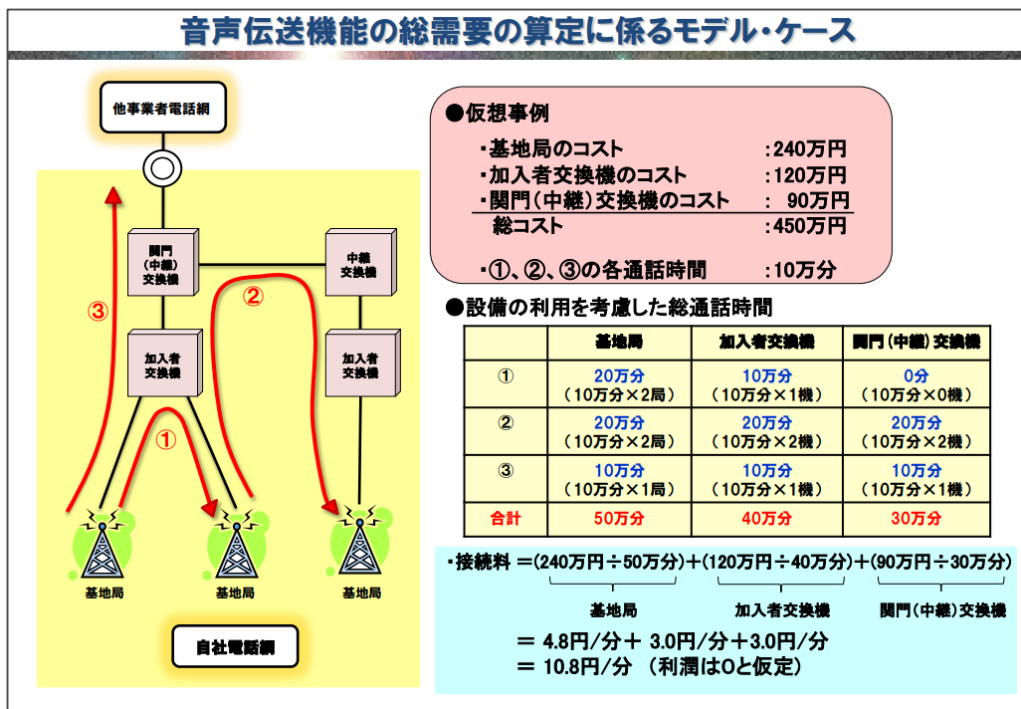 音声伝送機能の総需要の算定に係るモデル・ケース
他事業者電話網
関門
(中継)
交換機
中継
交換機
加入者
交換機
加入者
交換機
③
②
①
基地局
基地局
基地局
自社電話網
●仮想事例
・基地局のコスト :240万円
・加入者交換機のコスト :120万円
・関門(中継)交換機のコスト : 90万円
総コスト :450万円
・①、②、③の各通話時間 :10万分
●設備の利用を考慮した総通話時間
基地局 加入者交換機 関門(中継)交換機
① 20万分 10万分 0分
(10万分×2局) (10万分×1機) (10万分×0機)
② 20万分 20万分 20万分
(10万分×2局) (10万分×2機) (10万分×2機)
③ 10万分 10万分 10万分
(10万分×1局) (10万分×1機) (10万分×1機)
合計 50万分 40万分 30万分
・接続料 =(240万円÷50万分)+(120万円÷40万分)+(90万円÷30万分)
基地局 加入者交換機 関門(中継)交換機
= 4.8円/分+ 3.0円/分+3.0円/分
= 10.8円/分 (利潤は0と仮定)